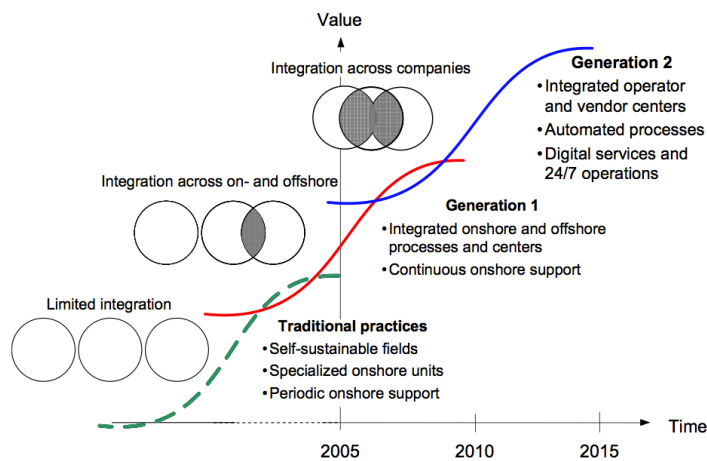 Value
Integration across companies
Generation 2
•Integrated operator
and vendor centers
•Automated processes
•Digital services and
24/7 operations
Integration across on- and offshore
Generation 1
•Integrated onshore and offshore
processes and centers
•Continuous onshore support
Limited integration
Traditional practices
•Self-sustainable fields
•Specialized onshore units
•Periodic onshore support
Time
2005
2010
2015